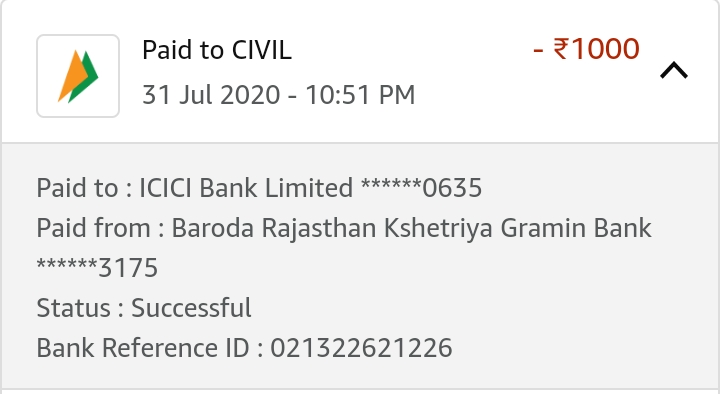 Paid to CIVIL
- ₹1000
31 Jul 2020 - 10:51 PM
Paid to : ICICI Bank Limited ******0635
Paid from : Baroda Rajasthan Kshetriya Gramin Bank
******3175
Status : Successful
Bank Reference ID : 021322621226